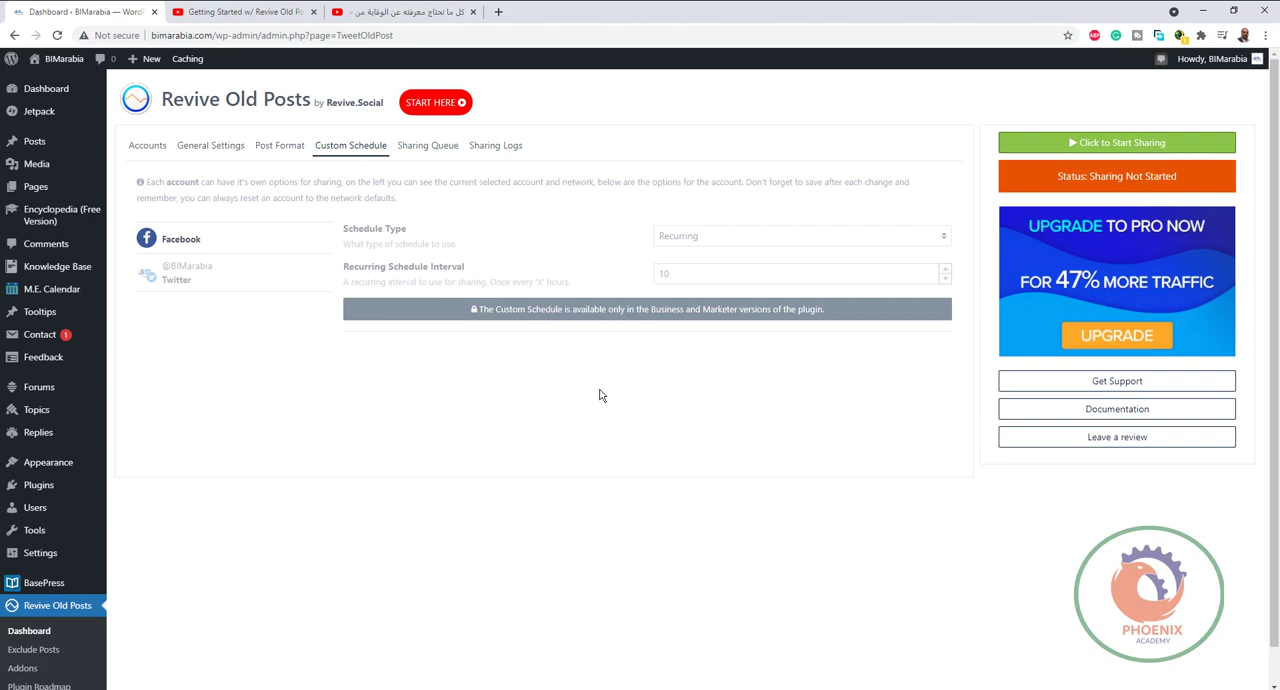 Dashboard ‹ BIMarabia — Word
Getting Started w/ Revive Old Po
كل ما تحتاج معرفته عن الوقاية من -
Not secure | bimarabia.com/wp-admin/admin.php?page=TweetOldPost
BIMarabia 0 New Caching
Howdy, BIMarabia
Dashboard
Jetpack
Posts
Media
Pages
Encyclopedia (Free
Version)
Comments
Knowledge Base
M.E. Calendar
Tooltips
Contact 1
Feedback
Forums
Topics
Replies
Appearance
Plugins
Users
Tools
Settings
BasePress
Revive Old Posts
Dashboard
Exclude Posts
Addons
Plugin Roadmap
Revive Old Posts by Revive.Social START HERE
Accounts General Settings Post Format Custom Schedule Sharing Queue Sharing Logs
Each account can have it's own options for sharing, on the left you can see the current selected account and network, below are the options for the account. Don't forget to save after each change and
remember, you can always reset an account to the network defaults.
Facebook
@BIMarabia
Twitter
Schedule Type
What type of schedule to use.
Recurring
Recurring Schedule Interval
A recurring interval to use for sharing. Once every 'X' hours.
10
The Custom Schedule is available only in the Business and Marketer versions of the plugin.
Click to Start Sharing
Status: Sharing Not Started
UPGRADE TO PRO NOW
FOR 47% MORE TRAFFIC
UPGRADE
Get Support
Documentation
Leave a review
PHOENIX
ACADEMY